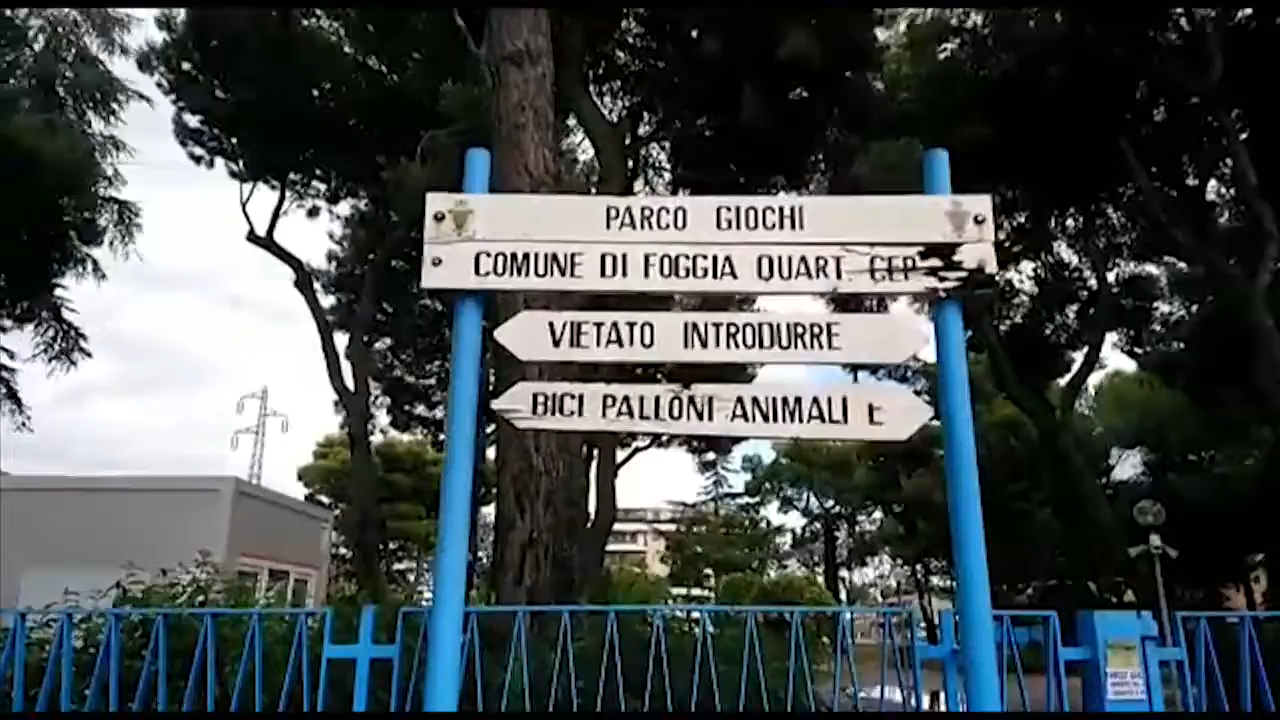 PARCO GIOCHI
COMUNE DI FOGGIA QUART. CEP
VIETATO INTRODURRE
BICI PALLONI ANIMALI E